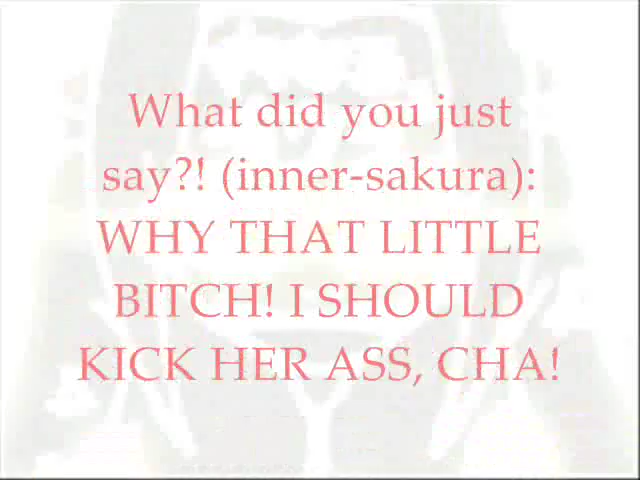 What did you just
say?! (inner-sakura):
WHY THAT LITTLE
BITCH! I SHOULD
KICK HER ASS, CHA!